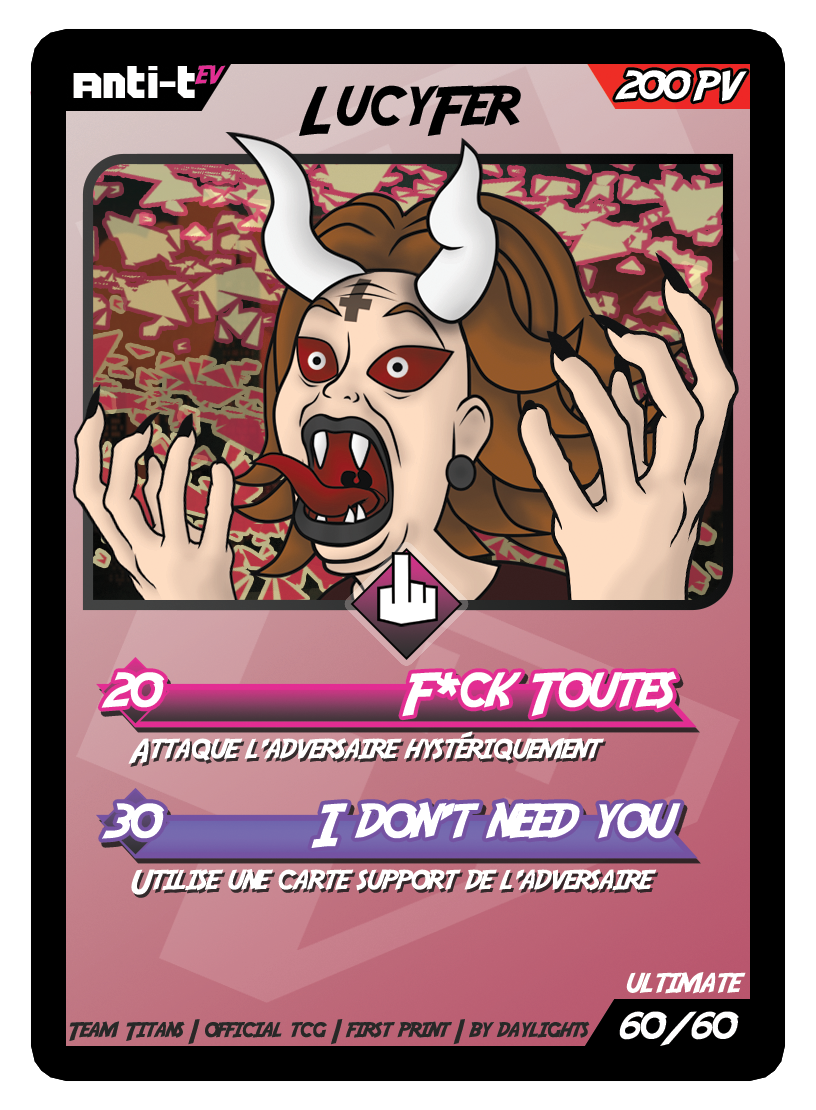 anti-t EV
LucyFer
200 PV
20 F*ck Toutes
Attaque l'adversaire hystériquement
30 I don't need you
Utilise une carte support de l'adversaire
Ultimate
Team Titans | official tcg | first print | by daylights
60/60